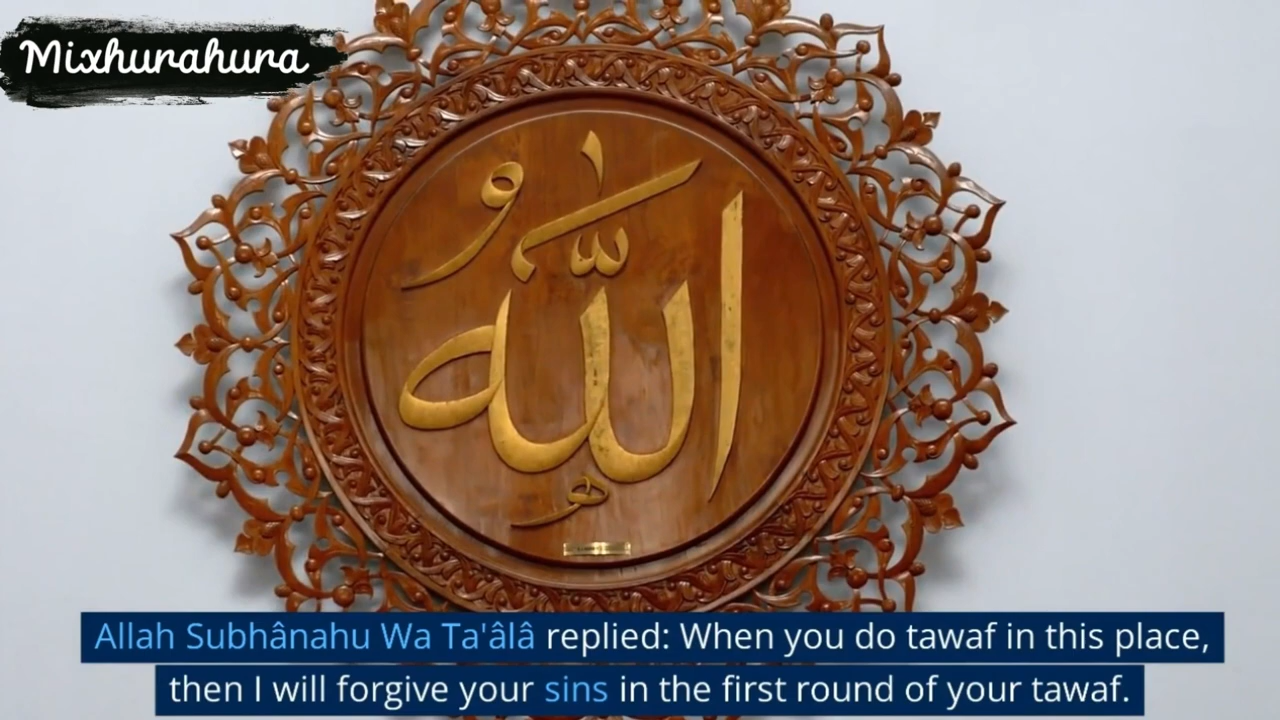 Mixhurahura
الله
Allah Subhânahu Wa Ta'âlâ replied: When you do tawaf in this place,
then I will forgive your sins in the first round of your tawaf.